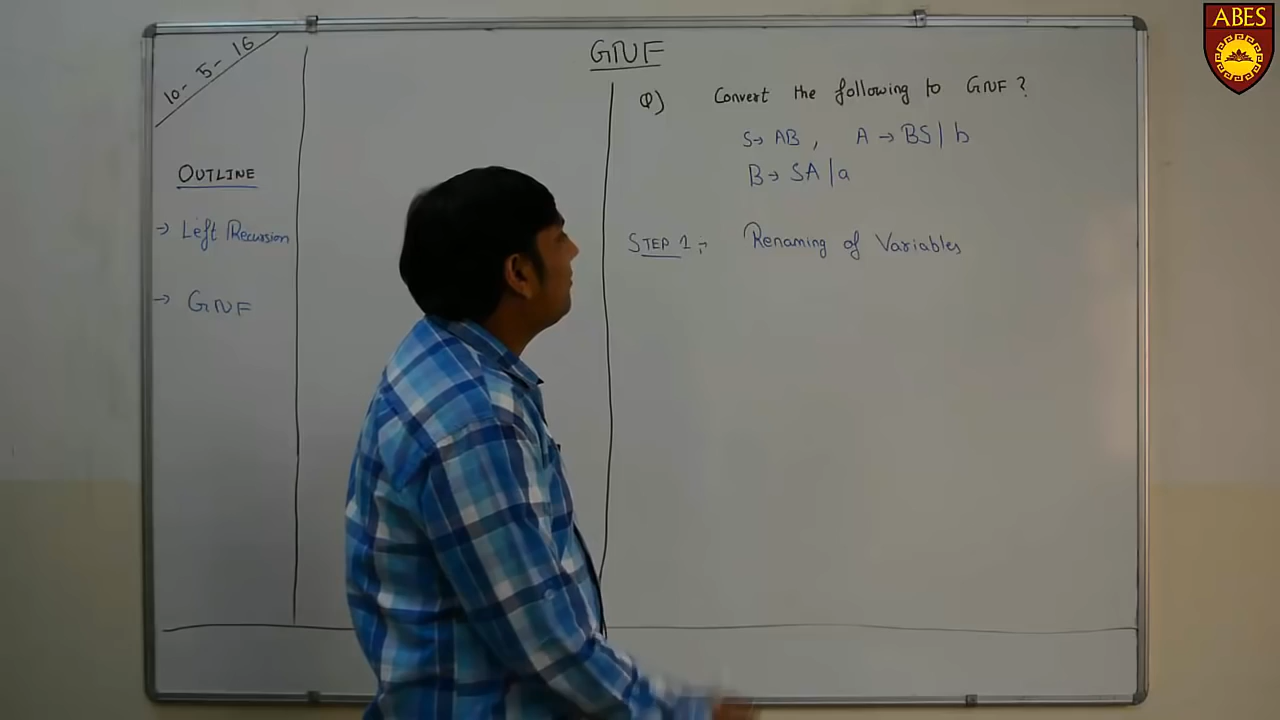 10-5-16
GNF
OUTLINE
→ Left Recursion
→ GNF
Q) Convert the following to GNF?
S→ AB, A → BS|b
B→ SA|a
STEP 1:- Renaming of Variables
ABES